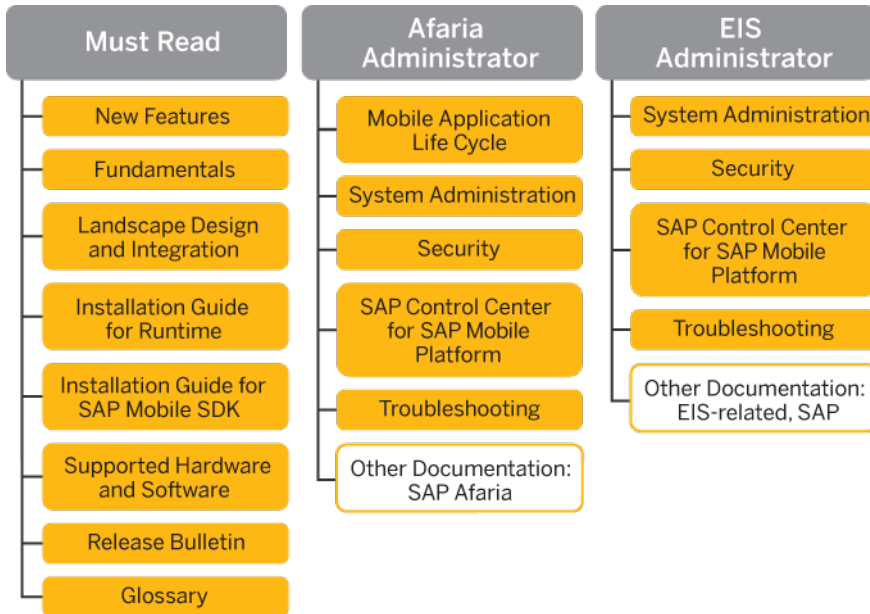 Must Read
New Features
Fundamentals
Landscape Design
and Integration
Installation Guide
for Runtime
Installation Guide for
SAP Mobile SDK
Supported Hardware
and Software
Release Bulletin
Glossary
Afaria
Administrator
Mobile Application
Life Cycle
System Administration
Security
SAP Control Center
for SAP Mobile
Platform
Troubleshooting
Other Documentation:
SAP Afaria
EIS
Administrator
System Administration
Security
SAP Control Center
for SAP Mobile
Platform
Troubleshooting
Other Documentation:
EIS-related, SAP